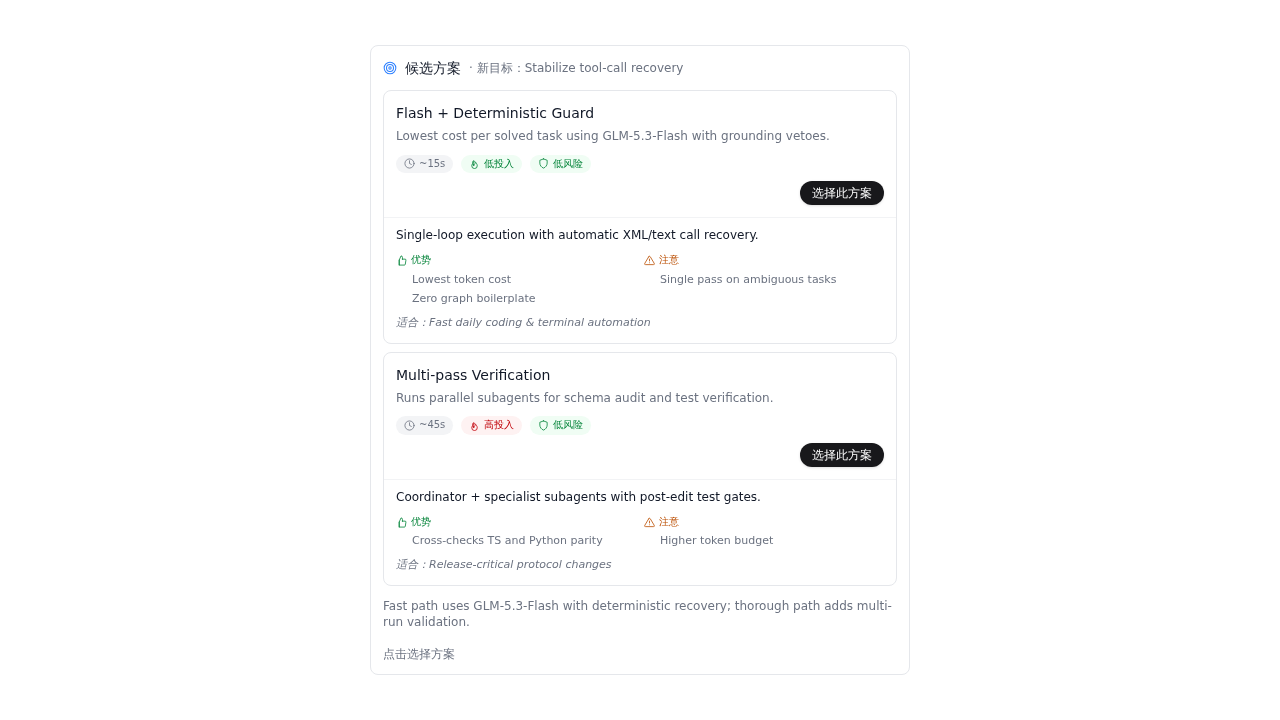 候选方案 · 新目标：Stabilize tool-call recovery
Flash + Deterministic Guard
Lowest cost per solved task using GLM-5.3-Flash with grounding vetoes.
~15s 低投入 低风险
选择此方案
Single-loop execution with automatic XML/text call recovery.
优势 注意
Lowest token cost Single pass on ambiguous tasks
Zero graph boilerplate
适合：Fast daily coding & terminal automation
Multi-pass Verification
Runs parallel subagents for schema audit and test verification.
~45s 高投入 低风险
选择此方案
Coordinator + specialist subagents with post-edit test gates.
优势 注意
Cross-checks TS and Python parity Higher token budget
适合：Release-critical protocol changes
Fast path uses GLM-5.3-Flash with deterministic recovery; thorough path adds multi-
run validation.
点击选择方案